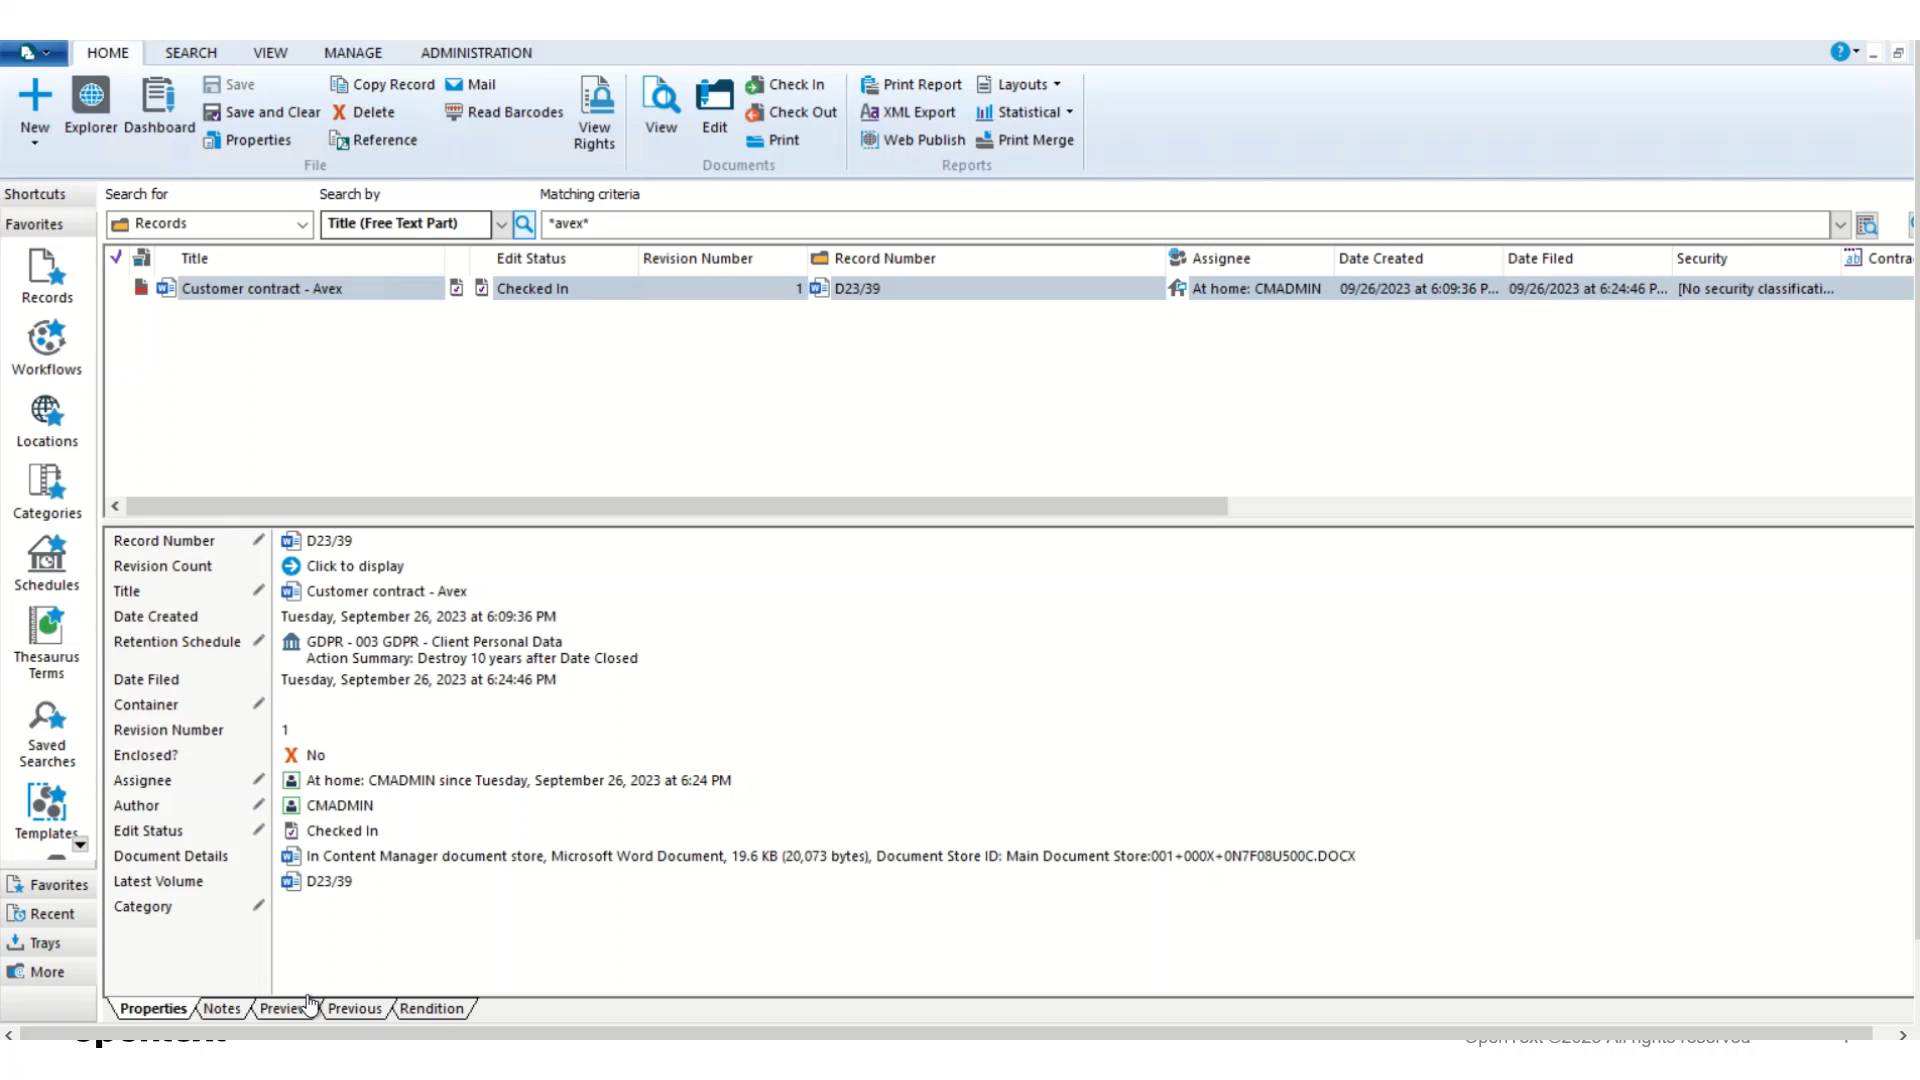 HOME SEARCH VIEW MANAGE ADMINISTRATION
New Explorer Dashboard
Save
Save and Clear
Properties
Copy Record
Delete
Reference
Mail
Read Barcodes
View
Rights
File
View Edit
Check In
Check Out
Print
Documents
Print Report
XML Export
Web Publish
Layouts
Statistical
Print Merge
Reports
Shortcuts
Favorites
Records
Workflows
Locations
Categories
Schedules
Thesaurus
Terms
Saved
Searches
Templates
Favorites
Recent
Trays
More
Search for Search by Matching criteria
Records Title (Free Text Part) *avex*
Title Edit Status Revision Number Record Number Assignee Date Created Date Filed Security Contra
Customer contract - Avex Checked In 1 D23/39 At home: CMADMIN 09/26/2023 at 6:09:36 P... 09/26/2023 at 6:24:46 P... [No security classificati...
Record Number D23/39
Revision Count Click to display
Title Customer contract - Avex
Date Created Tuesday, September 26, 2023 at 6:09:36 PM
Retention Schedule GDPR - 003 GDPR - Client Personal Data
Action Summary: Destroy 10 years after Date Closed
Date Filed Tuesday, September 26, 2023 at 6:24:46 PM
Container
Revision Number 1
Enclosed? No
Assignee At home: CMADMIN since Tuesday, September 26, 2023 at 6:24 PM
Author CMADMIN
Edit Status Checked In
Document Details In Content Manager document store, Microsoft Word Document, 19.6 KB (20,073 bytes), Document Store ID: Main Document Store:001+000X+0N7F08U500C.DOCX
Latest Volume D23/39
Category
Properties Notes Preview Previous Rendition